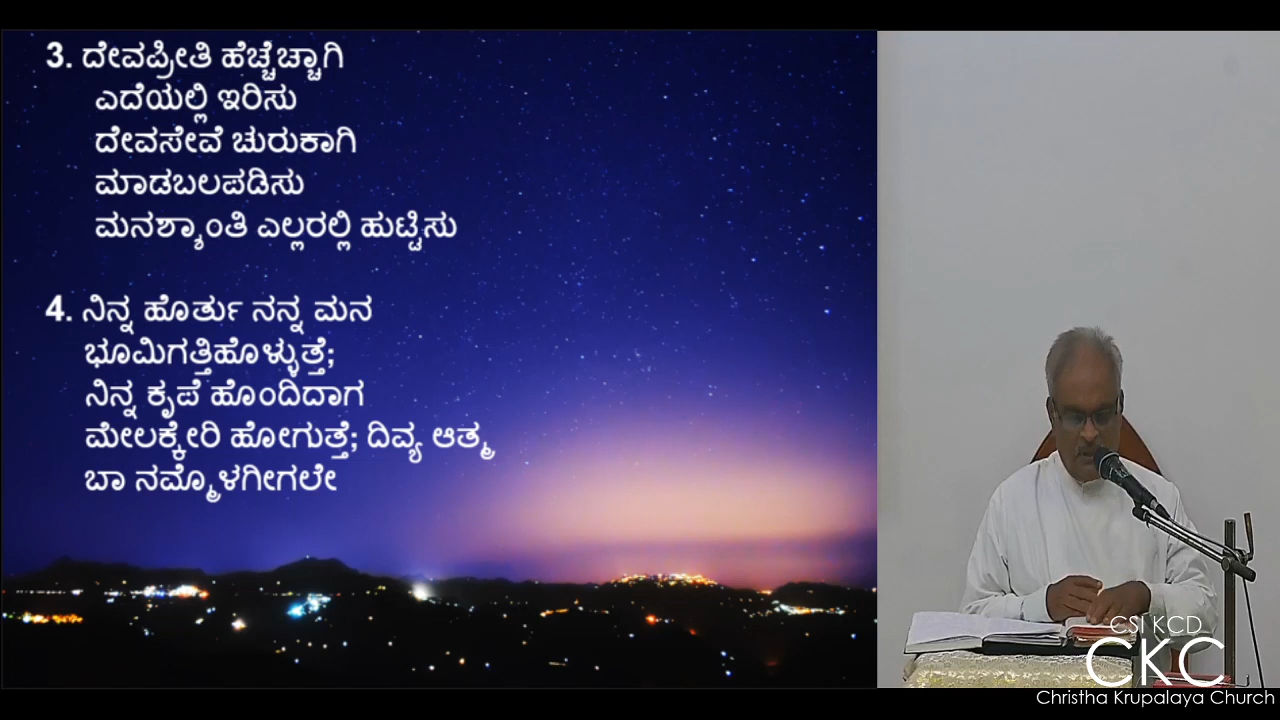 3. ದೇವಪ್ರೀತಿ ಹೆಚ್ಚೆಚ್ಚಾಗಿ
ಎದೆಯಲ್ಲಿ ಇರಿಸು
ದೇವಸೇವೆ ಚುರುಕಾಗಿ
ಮಾಡಬಲಪಡಿಸು
ಮನಶ್ಶಾಂತಿ ಎಲ್ಲರಲ್ಲಿ ಹುಟ್ಟಿಸು
4. ನಿನ್ನ ಹೊರ್ತು ನನ್ನ ಮನ
ಭೂಮಿಗತ್ತಿಹೊಳ್ಳುತ್ತೆ;
ನಿನ್ನ ಕೃಪೆ ಹೊಂದಿದಾಗ
ಮೇಲಕ್ಕೇರಿ ಹೋಗುತ್ತೆ; ದಿವ್ಯ ಆತ್ಮ
ಬಾ ನಮ್ಮೊಳಗೀಗಲೇ
CSI KCD
CKC
Christha Krupalaya Church